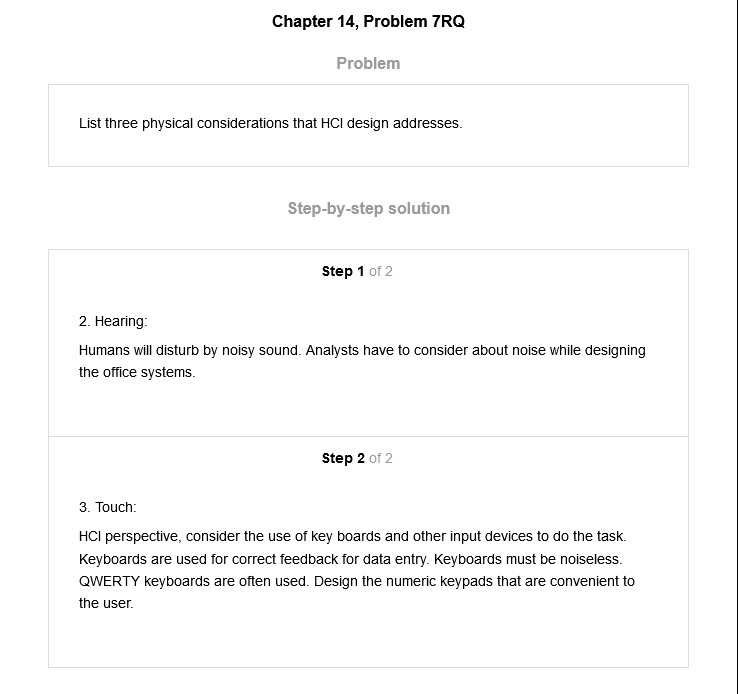 Chapter 14, Problem 7RQ
Problem
List three physical considerations that HCI design addresses.
Step-by-step solution
Step 1 of 2
2. Hearing:
Humans will disturb by noisy sound. Analysts have to consider about noise while designing
the office systems.
Step 2 of 2
3. Touch:
HCI perspective, consider the use of key boards and other input devices to do the task.
Keyboards are used for correct feedback for data entry. Keyboards must be noiseless.
QWERTY keyboards are often used. Design the numeric keypads that are convenient to
the user.